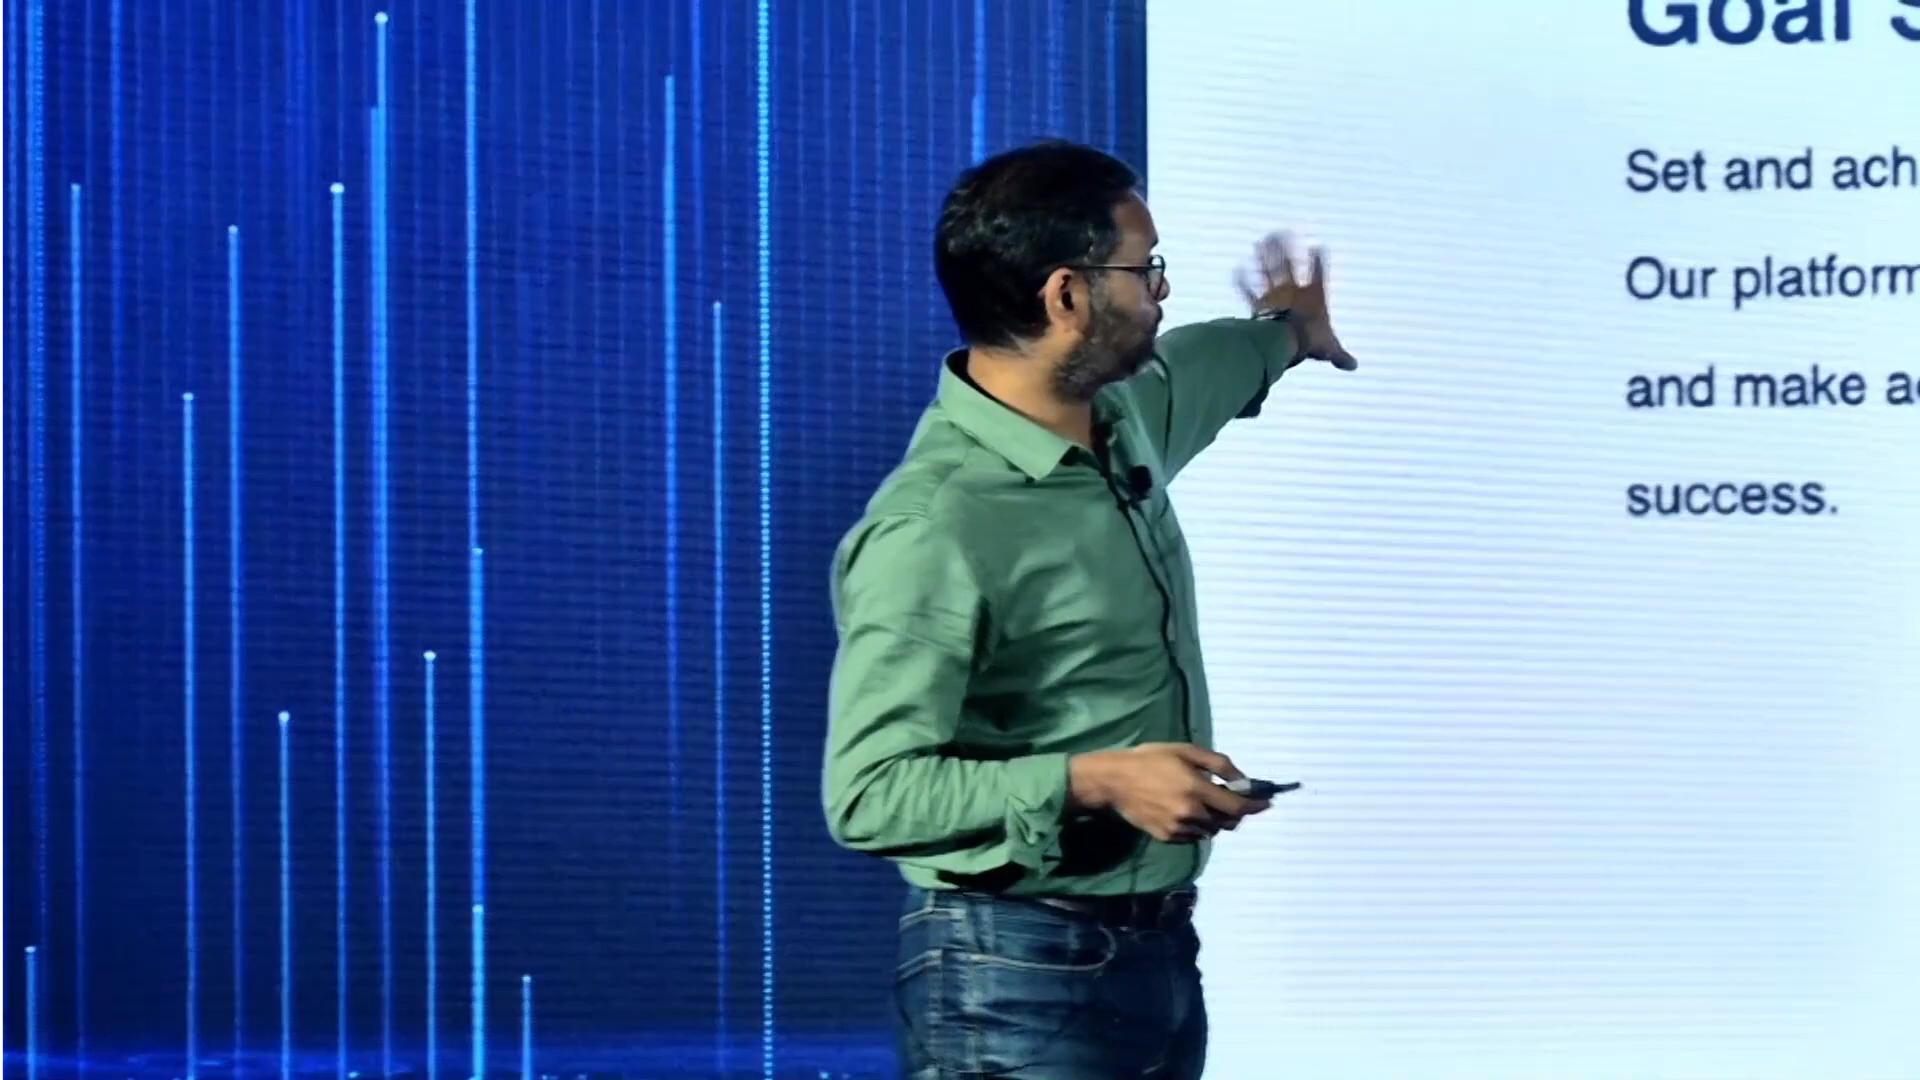 Goal S
Set and ach
Our platform
and make a
success.